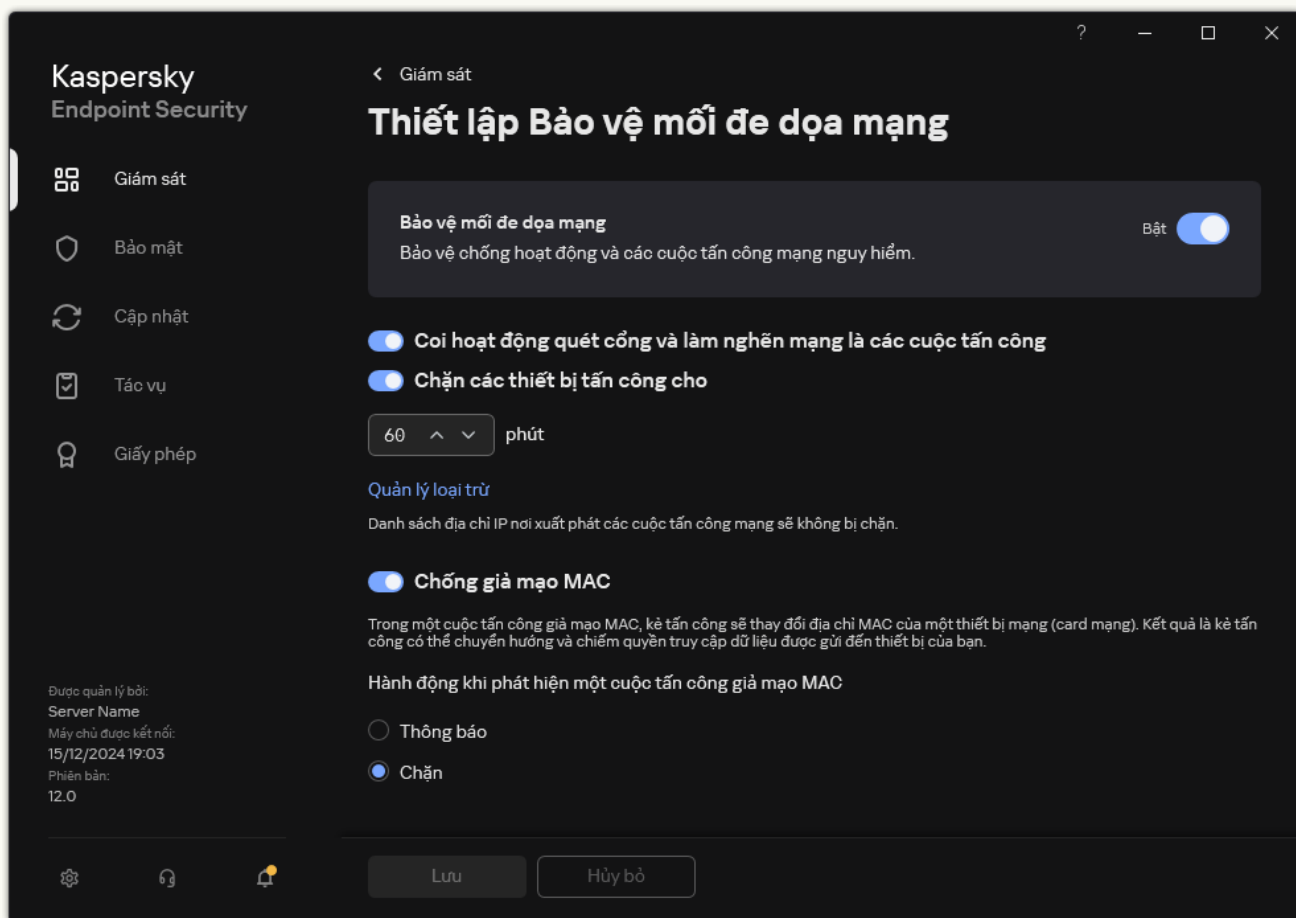 ?
Kaspersky
Endpoint Security
Giám sát
Bảo mật
Cập nhật
Tác vụ
Giấy phép
Được quản lý bởi:
Server Name
Máy chủ được kết nối:
15/12/2024 19:03
Phiên bản:
12.0
Giám sát
Thiết lập Bảo vệ mối đe dọa mạng
Bảo vệ mối đe dọa mạng
Bảo vệ chống hoạt động và các cuộc tấn công mạng nguy hiểm.
Bật
Coi hoạt động quét cổng và làm nghẽn mạng là các cuộc tấn công
Chặn các thiết bị tấn công cho
60 phút
Quản lý loại trừ
Danh sách địa chỉ IP nơi xuất phát các cuộc tấn công mạng sẽ không bị chặn.
Chống giả mạo MAC
Trong một cuộc tấn công giả mạo MAC, kẻ tấn công sẽ thay đổi địa chỉ MAC của một thiết bị mạng (card mạng). Kết quả là kẻ tấn
công có thể chuyển hướng và chiếm quyền truy cập dữ liệu được gửi đến thiết bị của bạn.
Hành động khi phát hiện một cuộc tấn công giả mạo MAC
Thông báo
Chặn
Lưu
Hủy bỏ